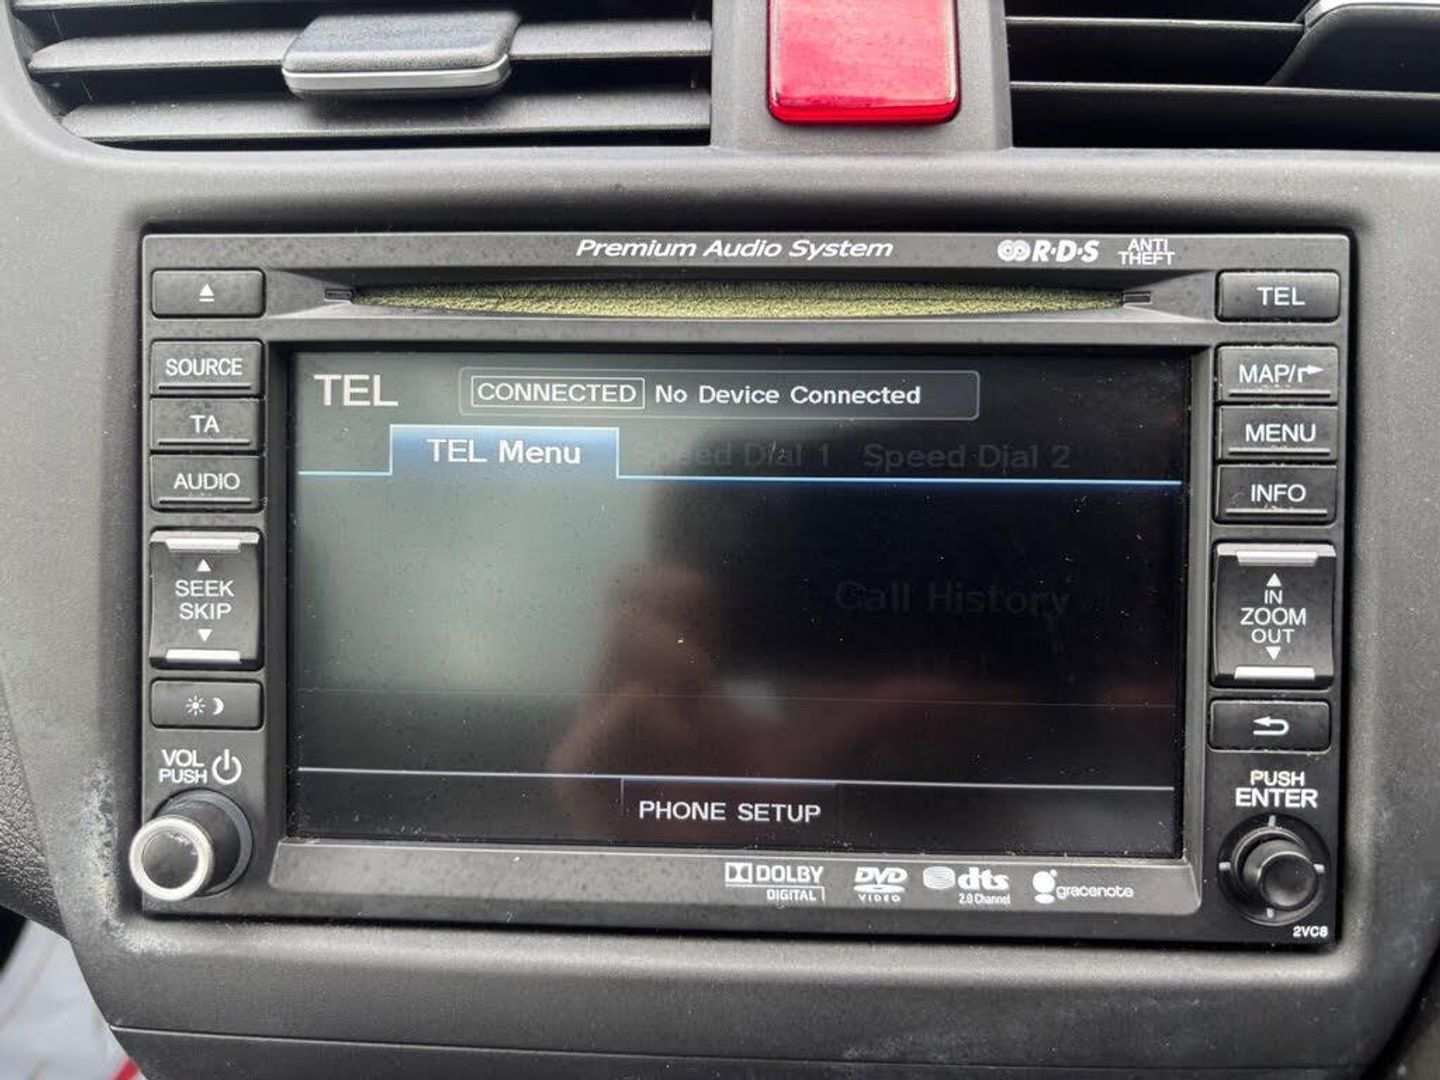 Premium Audio System
R·D·S
ANTI
THEFT
TEL
SOURCE
TA
AUDIO
SEEK
SKIP
VOL
PUSH
TEL
CONNECTED No Device Connected
TEL Menu Speed Dial 1 Speed Dial 2
Call History
Dial
PHONE SETUP
MAP/
MENU
INFO
IN
ZOOM
OUT
PUSH
ENTER
DOLBY
DIGITAL
DVD
VIDEO
dts
2.0 Channel
gracenote
2VC8